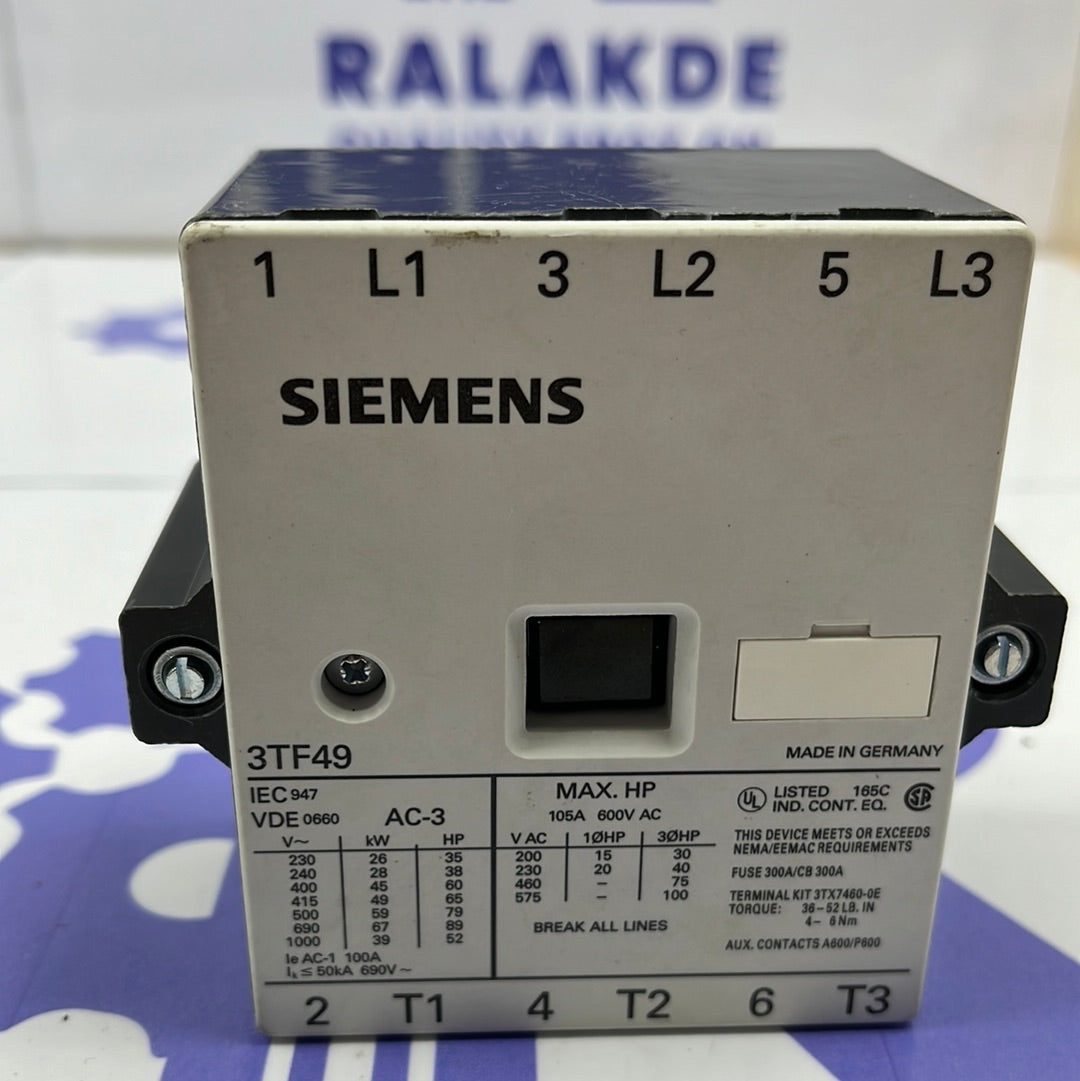 RALAKDE
1 L1 3 L2 5 L3
SIEMENS
3TF49
MADE IN GERMANY
IEC 947
VDE 0660 AC-3
V~ kW HP
230 26 35
240 28 38
400 45 60
415 49 65
500 59 79
690 67 89
1000 39 52
Ie AC-1 100A
Ik ≤ 50kA 690V ~
MAX. HP
105A 600V AC
V AC 1ØHP 3ØHP
200 15 30
230 20 40
460 – 75
575 – 100
BREAK ALL LINES
UL LISTED 165C SA
IND. CONT. EQ.
THIS DEVICE MEETS OR EXCEEDS
NEMA/EEMAC REQUIREMENTS
FUSE 300A/CB 300A
TERMINAL KIT 3TX7460-0E
TORQUE: 36–52 LB. IN
4– 6 Nm
AUX. CONTACTS A600/P600
2 T1 4 T2 6 T3